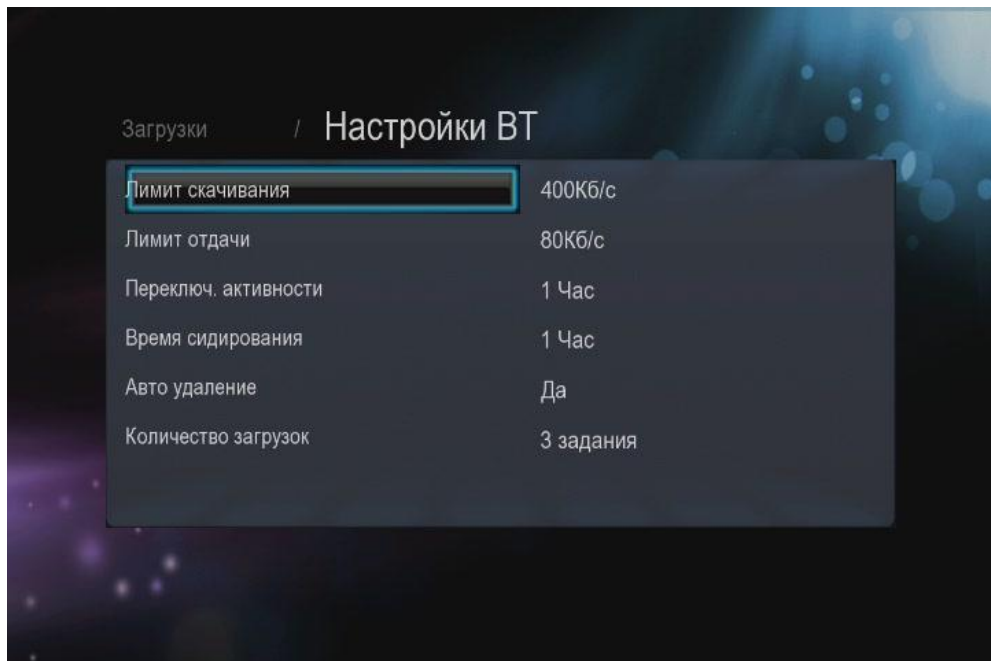 Загрузки / Настройки ВТ
Лимит скачивания 400Кб/с
Лимит отдачи 80Кб/с
Переключ. активности 1 Час
Время сидирования 1 Час
Авто удаление Да
Количество загрузок 3 задания